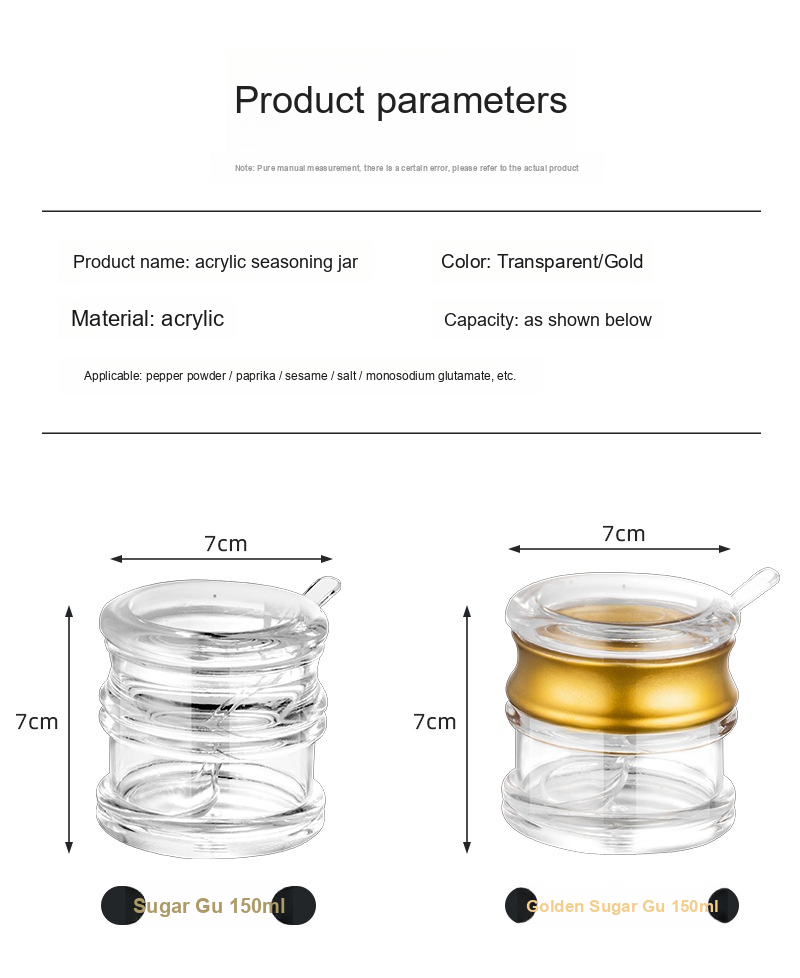 Product parameters
Note: Pure manual measurement, there is a certain error, please refer to the actual product
Product name: acrylic seasoning jar
Color: Transparent/Gold
Material: acrylic
Capacity: as shown below
Applicable: pepper powder / paprika / sesame / salt / monosodium glutamate, etc.
7cm
7cm
7cm
7cm
Sugar Gu 150ml
Golden Sugar Gu 150ml